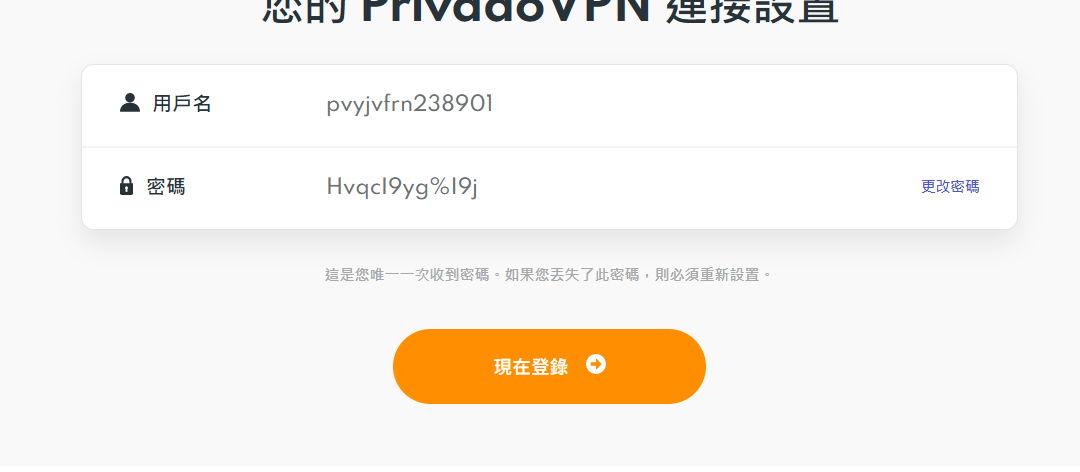 您的 PrivadoVPN 連接設置
用戶名 pvyjvfrn238901
密碼 Hvqcl9yg%l9j 更改密碼
這是您唯一一次收到密碼。如果您丟失了此密碼，則必須重新設置。
現在登錄